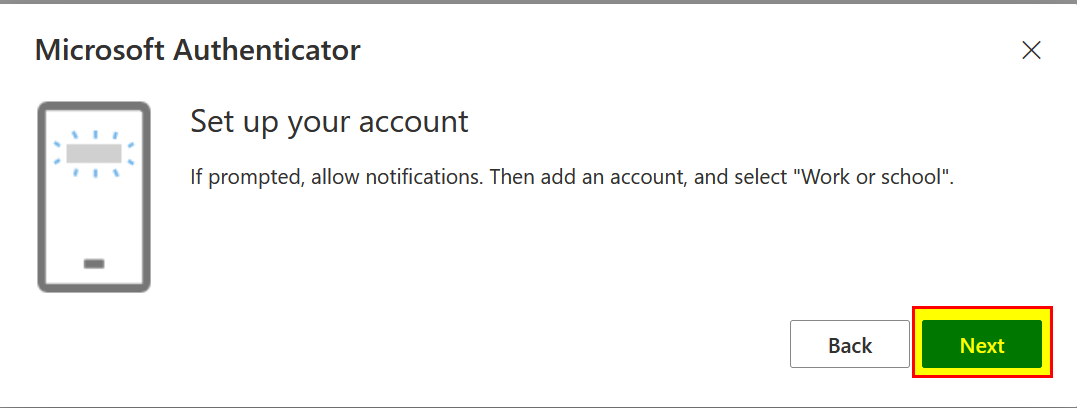 Microsoft Authenticator
Set up your account
If prompted, allow notifications. Then add an account, and select "Work or school".
Back
Next